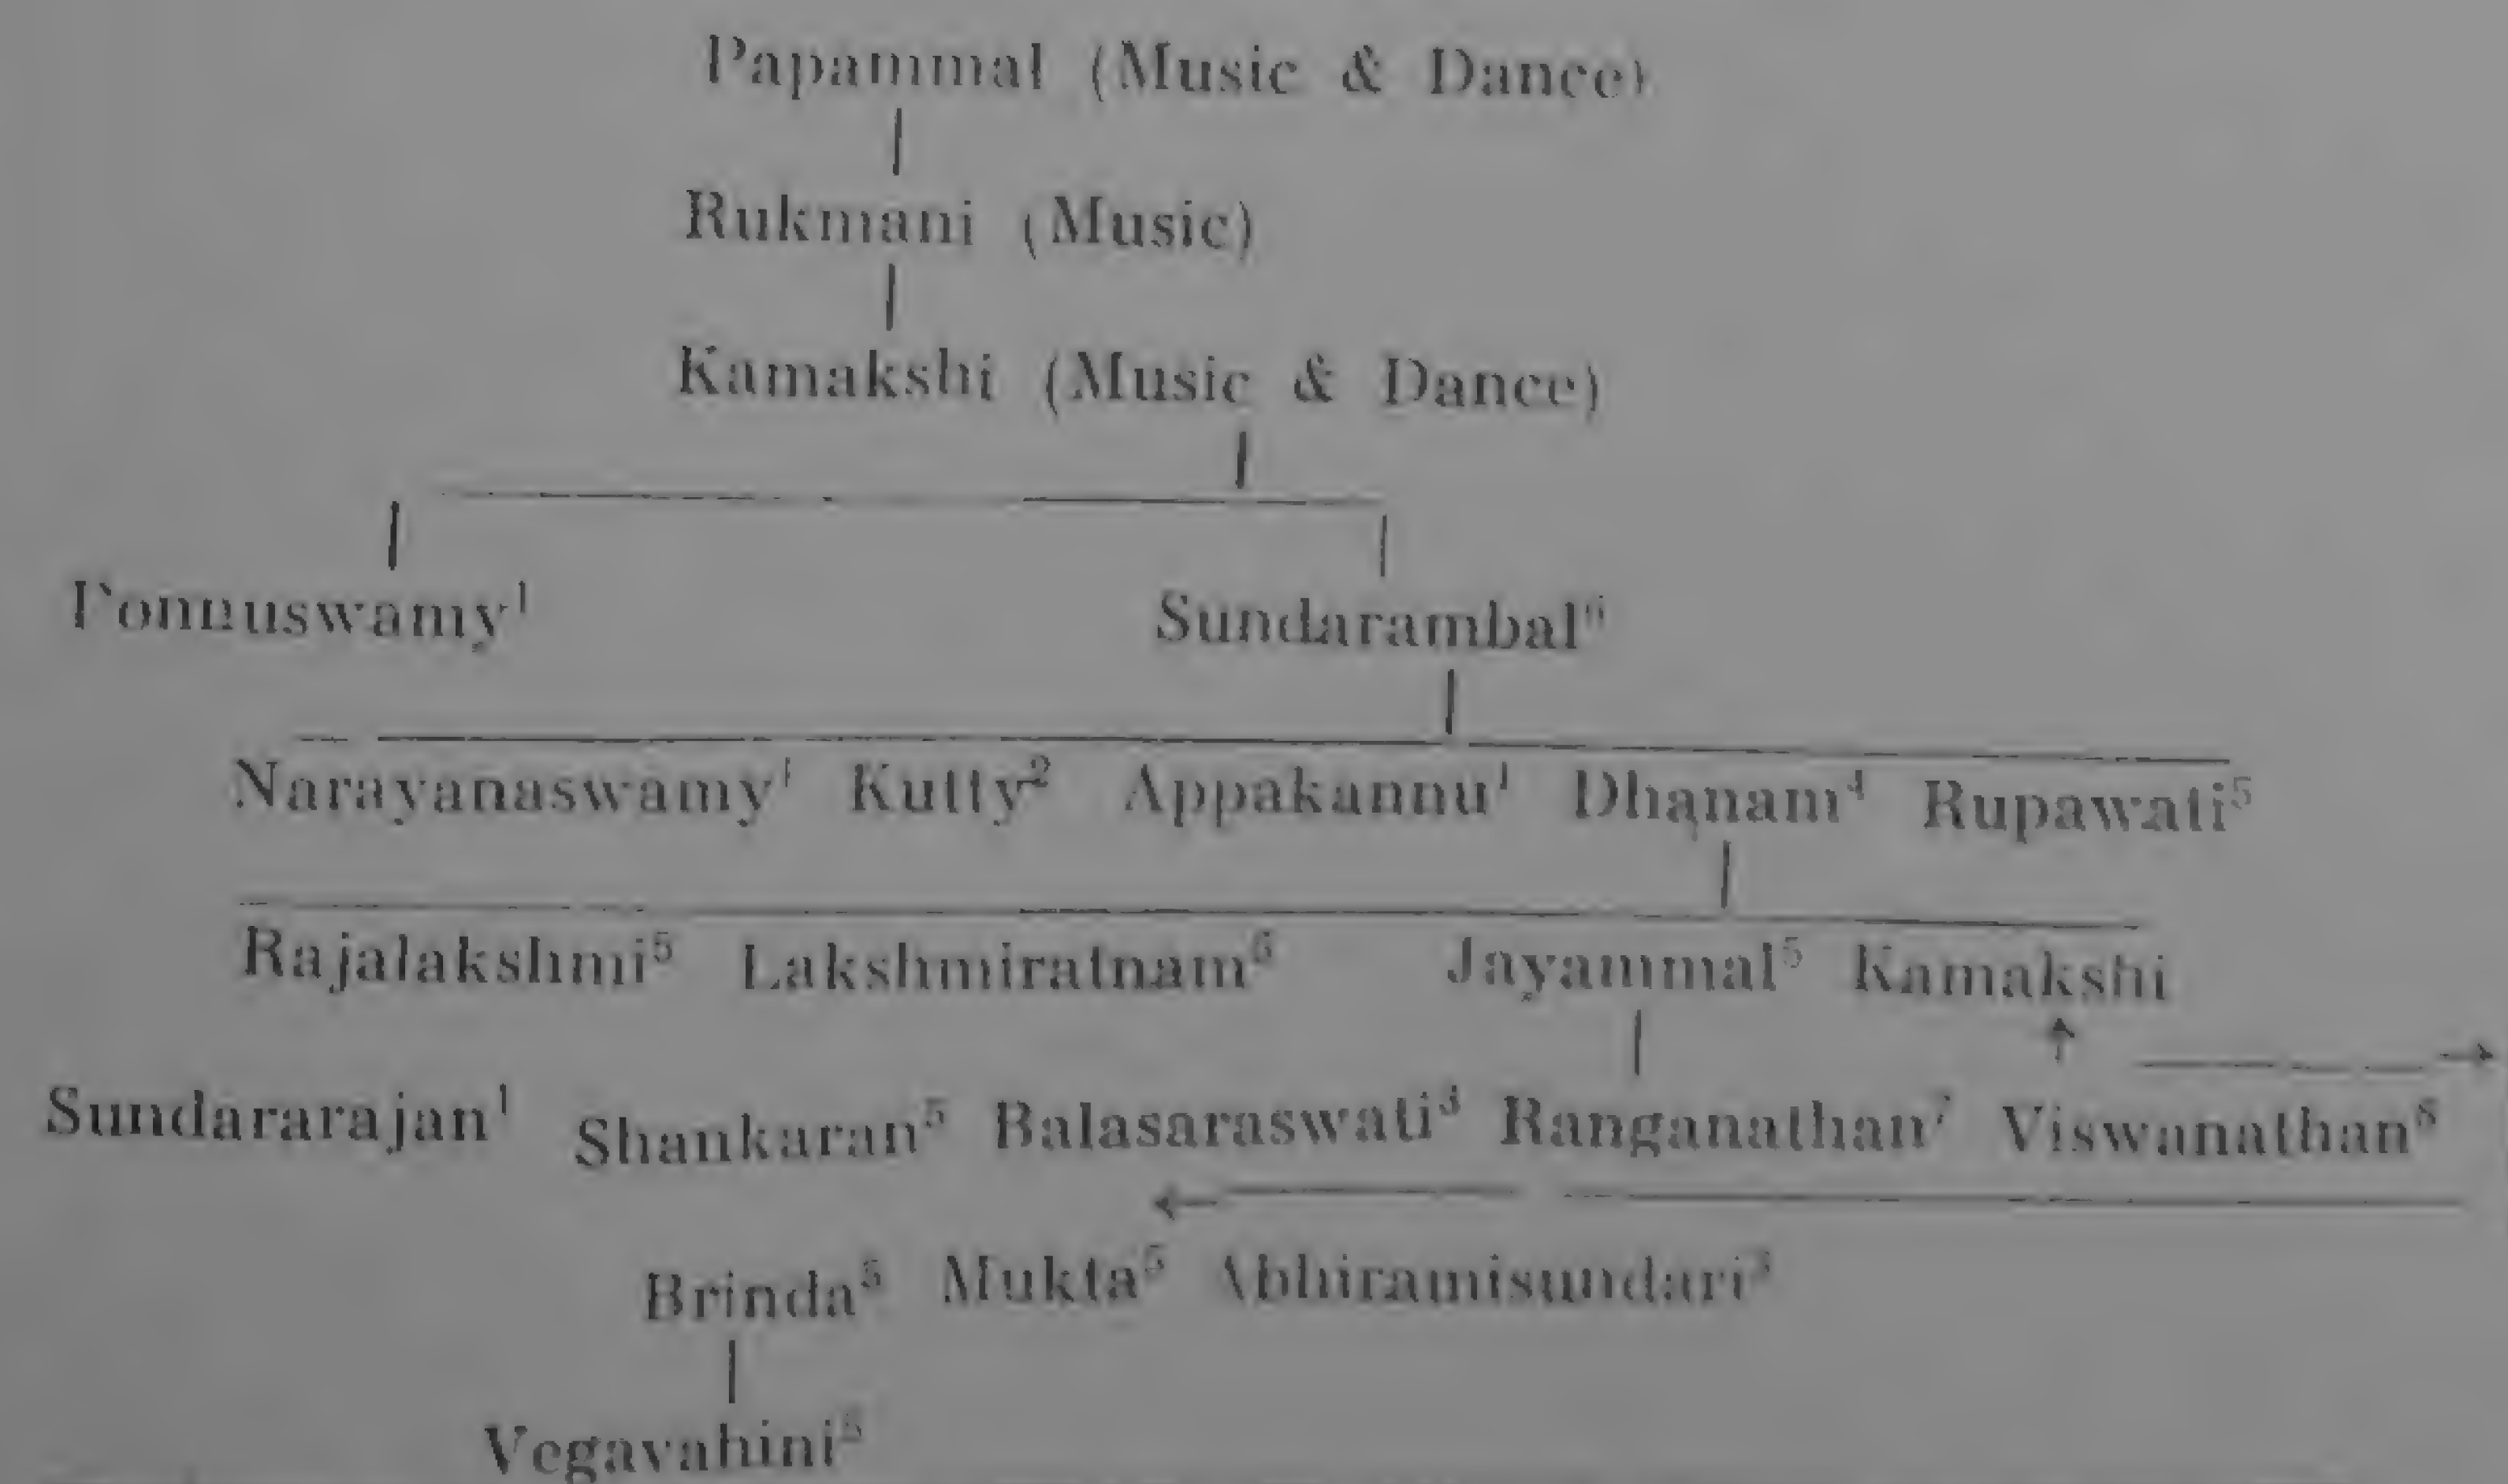 Papammal (Music & Dance)
Rukmani (Music)
Kamakshi (Music & Dance)
Ponnuswamy¹ Sundarambal⁶
Narayanaswamy¹ Kutty² Appakannu¹ Dhanam⁴ Rupawati⁵
Rajalakshmi⁵ Lakshmiratnam⁵ Jayammal⁵ Kamakshi
Sundararajan¹ Shankaran⁵ Balasaraswati³ Ranganathan⁷ Viswanathan⁸
Brinda⁵ Mukta⁵ Abhiramisundari³
Vegavahini⁵